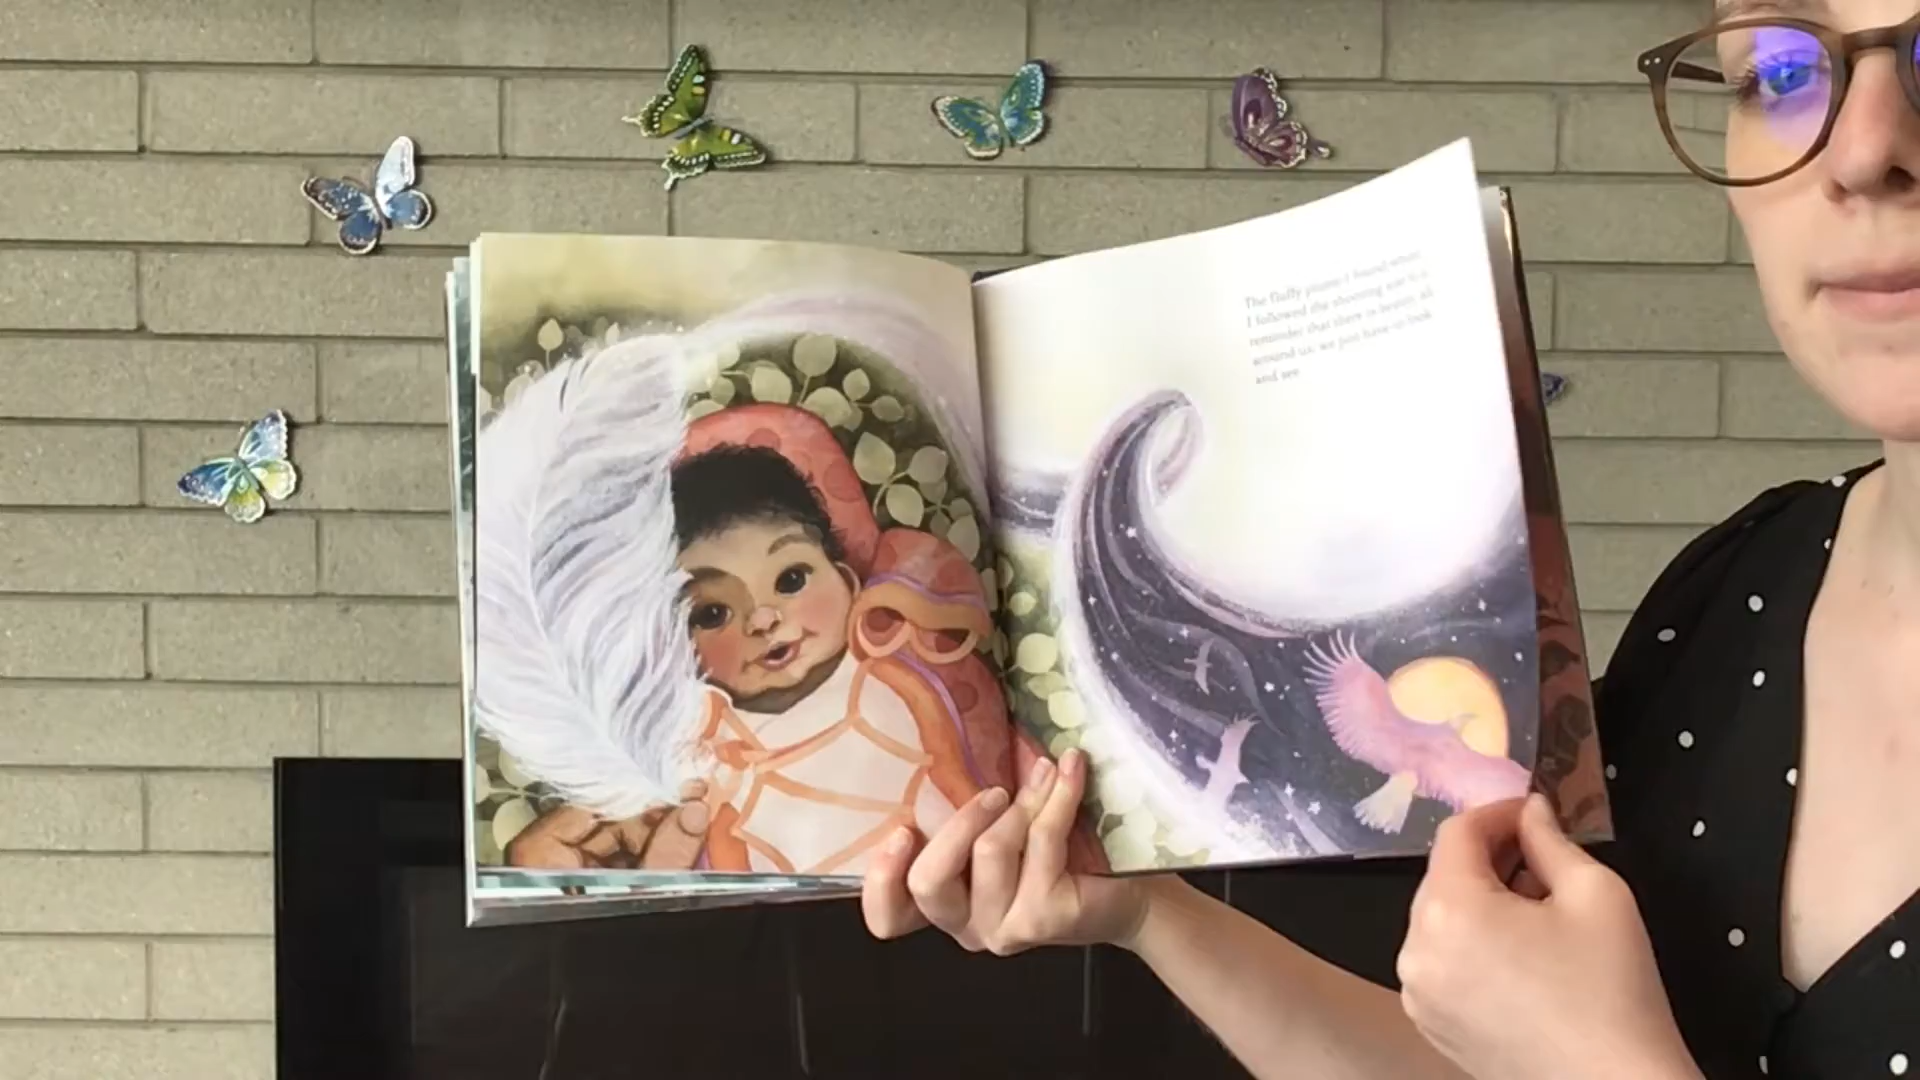 The fluffy plume I found when
I followed the shooting star is a
reminder that there is beauty all
around us, we just have to look
and see.